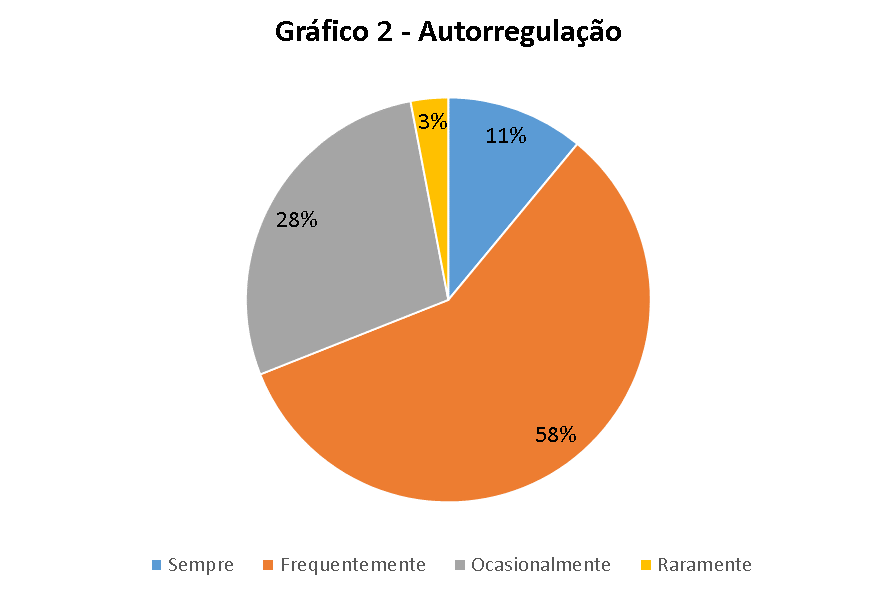 Gráfico 2 - Autorregulação
3%
11%
28%
58%
Sempre
Frequentemente
Ocasionalmente
Raramente